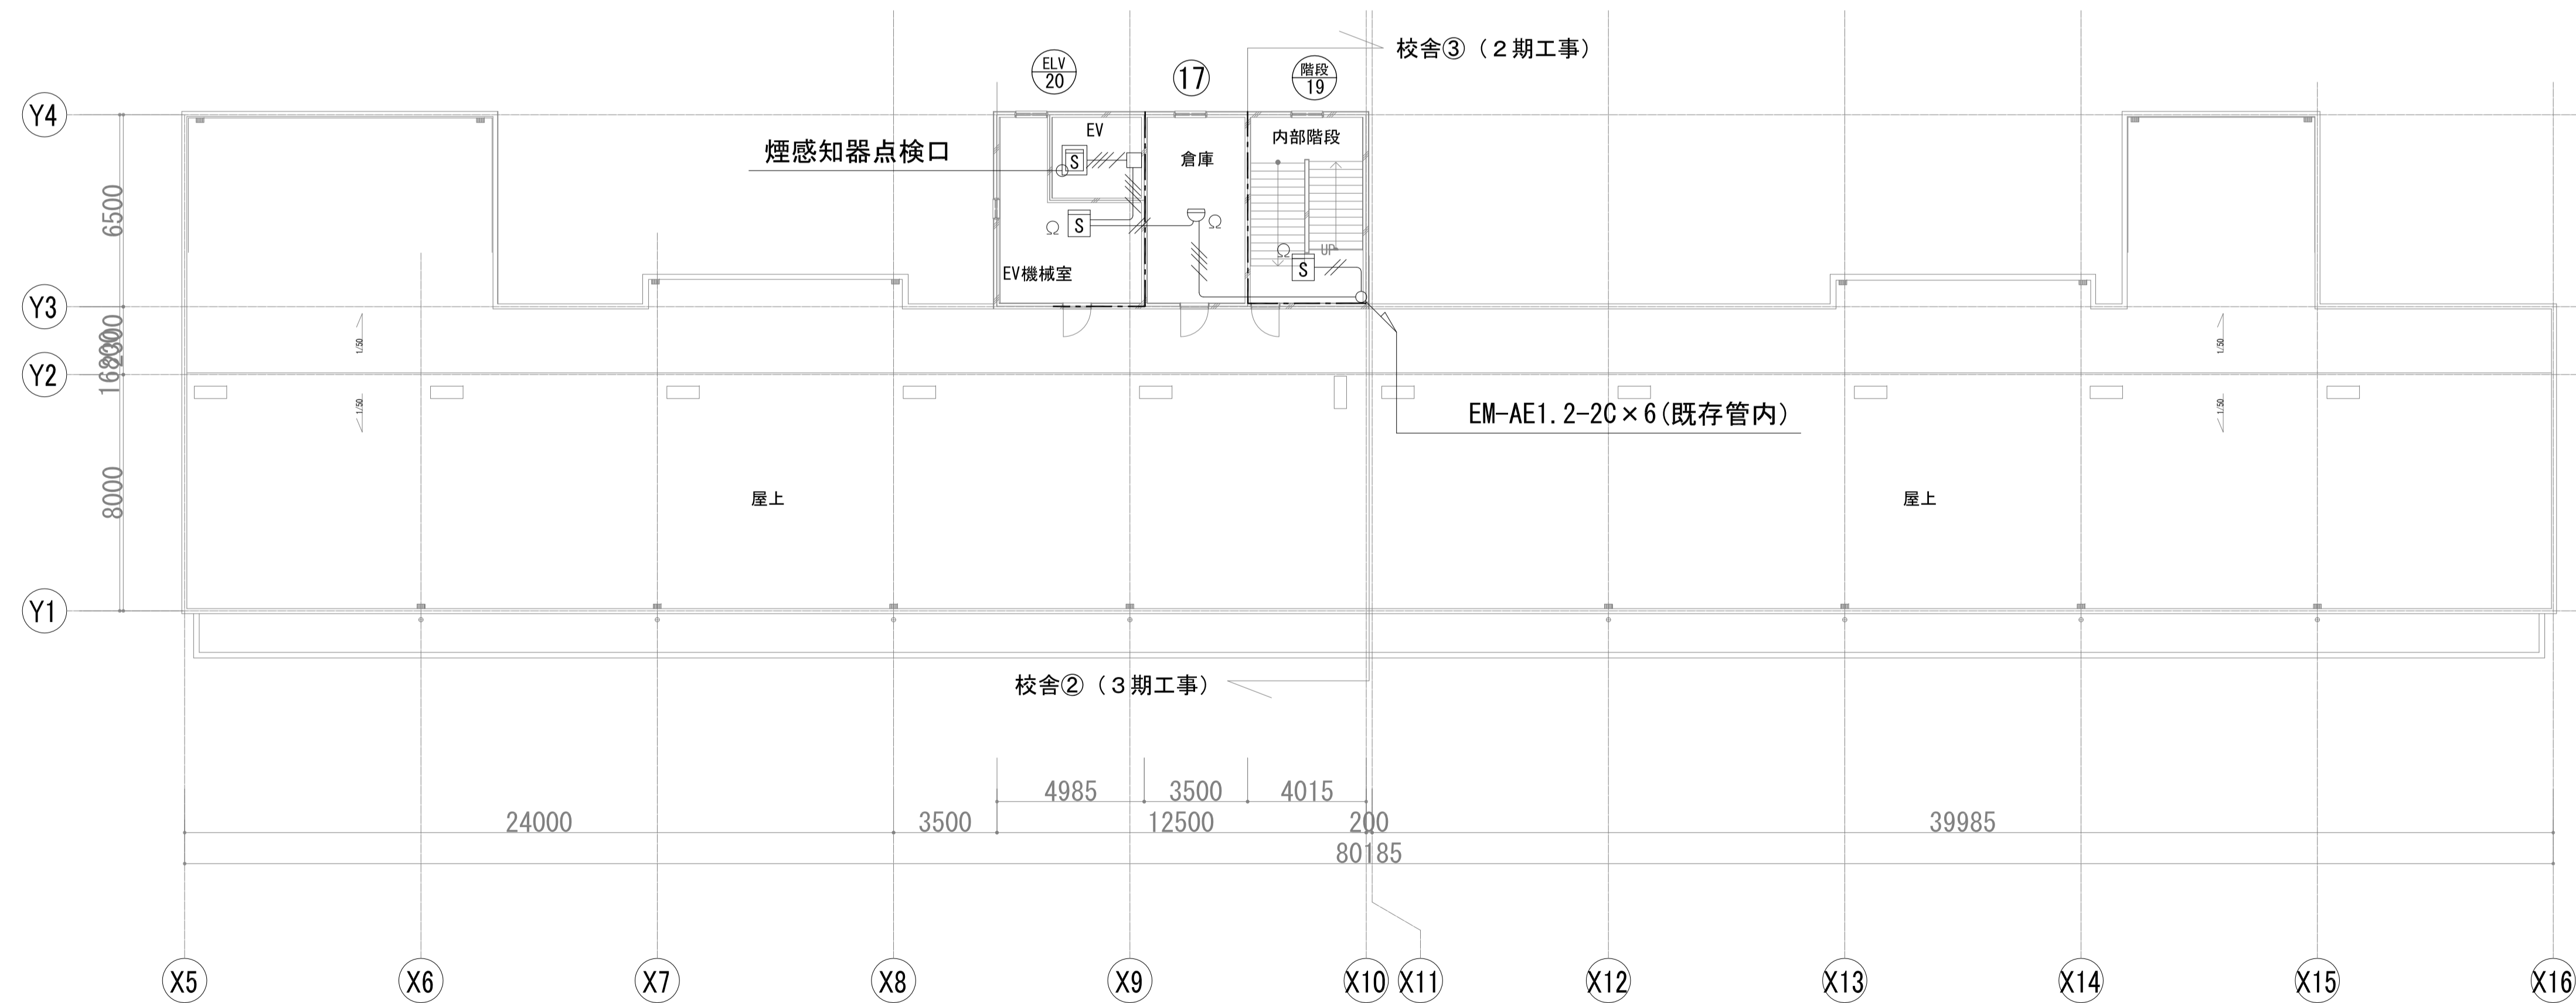 校舎③（２期工事）
ELV
20
17
階段
19
Y4
EV
内部階段
煙感知器点検口
S
倉庫
6500
S
Ω
Ω
Ω
UP
S
EV機械室
Y3
2300
16800
1/50
1/50
Y2
1/50
1/50
EM-AE1.2-2C×6(既存管内)
8000
屋上
屋上
Y1
校舎②（３期工事）
4985
3500
4015
24000
3500
12500
200
39985
80185
X5
X6
X7
X8
X9
X10
X11
X12
X13
X14
X15
X16